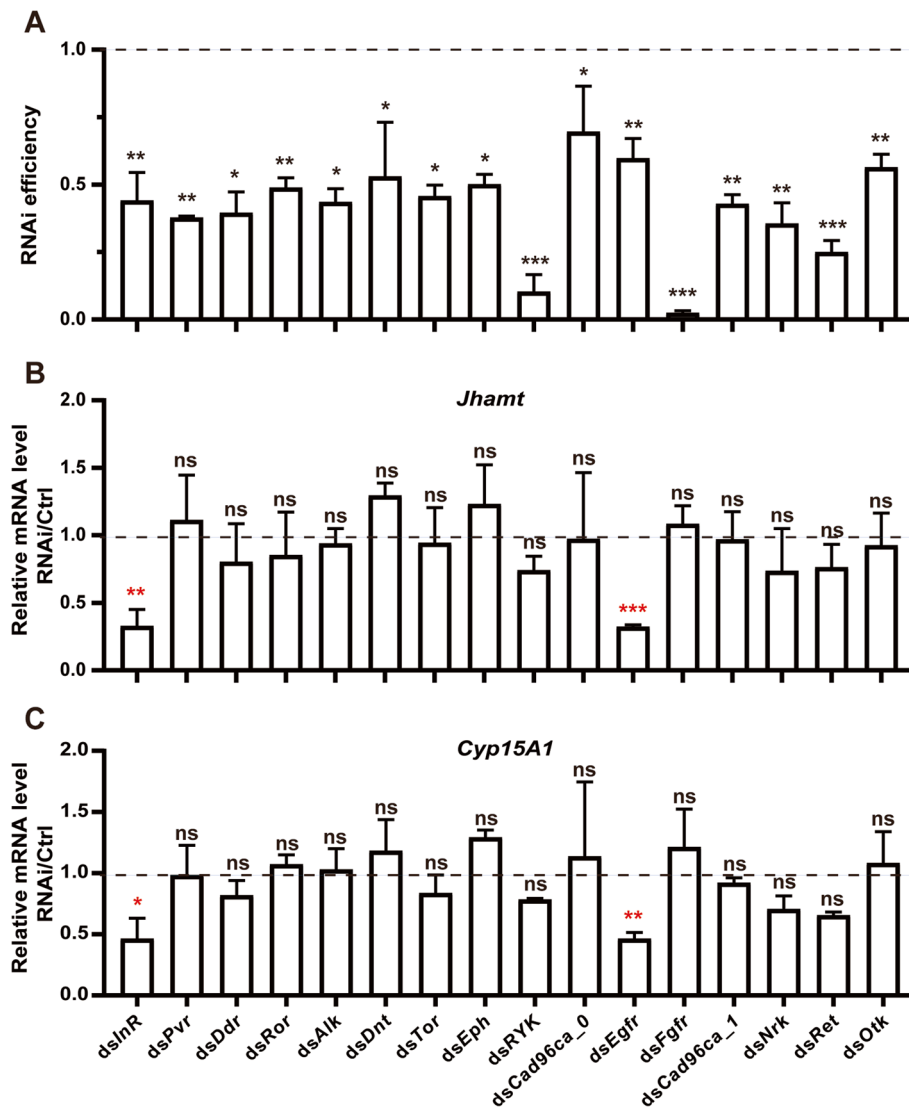 A
RNAi efficiency
1.0
0.5
0.0
** ** * ** * * * * *** * ** *** ** ** *** **
B
Jhamt
Relative mRNA level
RNAi/Ctrl
2.0
1.5
1.0
0.5
0.0
** ns ns ns ns ns ns ns ns ns *** ns ns ns ns ns
C
Cyp15A1
Relative mRNA level
RNAi/Ctrl
2.0
1.5
1.0
0.5
0.0
* ns ns ns ns ns ns ns ns ns ** ns ns ns ns ns
dsInR
dsPvr
dsDdr
dsRor
dsAlk
dsDnt
dsTor
dsEph
dsRYK
dsCad96ca_0
dsEgfr
dsFgfr
dsCad96ca_1
dsNrk
dsRet
dsOtk